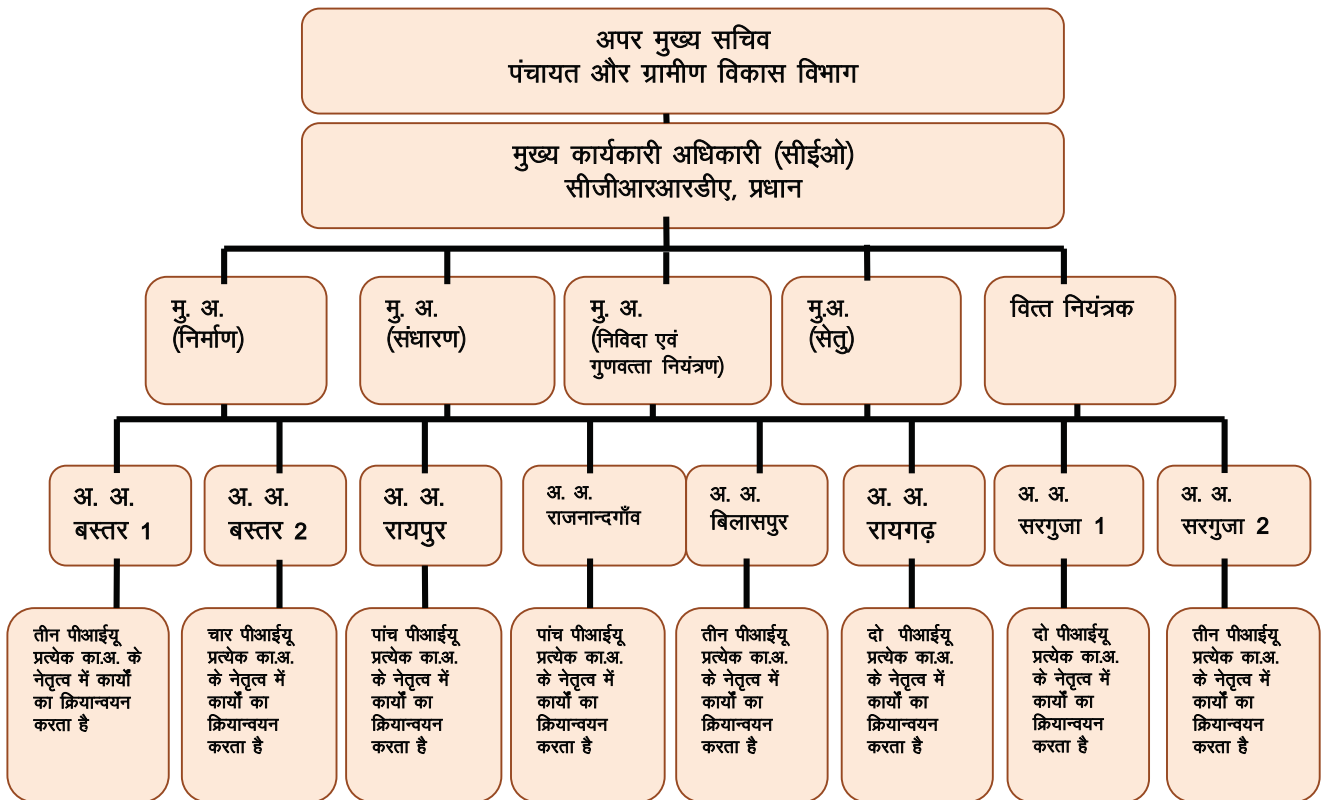 अपर मुख्य सचिव
पंचायत और ग्रामीण विकास विभाग
मुख्य कार्यकारी अधिकारी (सीईओ)
सीजीआरआरडीए, प्रधान
मु. अ.
(निर्माण)
मु. अ.
(संधारण)
मु. अ.
(निविदा एवं
गुणवत्ता नियंत्रण)
मु.अ.
(सेतु)
वित्त नियंत्रक
अ. अ.
बस्तर 1
अ. अ.
बस्तर 2
अ. अ.
रायपुर
अ. अ.
राजनान्दगाँव
अ. अ.
बिलासपुर
अ. अ.
रायगढ़
अ. अ.
सरगुजा 1
अ. अ.
सरगुजा 2
तीन पीआईयू
प्रत्येक का.अ. के
नेतृत्व में कार्यों
का क्रियान्वयन
करता है
चार पीआईयू
प्रत्येक का.अ.
के नेतृत्व में
कार्यों का
क्रियान्वयन
करता है
पांच पीआईयू
प्रत्येक का.अ.
के नेतृत्व में
कार्यों का
क्रियान्वयन
करता है
पांच पीआईयू
प्रत्येक का.अ.
के नेतृत्व में
कार्यों का
क्रियान्वयन
करता है
तीन पीआईयू
प्रत्येक का.अ.
के नेतृत्व में
कार्यों का
क्रियान्वयन
करता है
दो पीआईयू
प्रत्येक का.अ.
के नेतृत्व में
कार्यों का
क्रियान्वयन
करता है
दो पीआईयू
प्रत्येक का.अ.
के नेतृत्व में
कार्यों का
क्रियान्वयन
करता है
तीन पीआईयू
प्रत्येक का.अ.
के नेतृत्व में
कार्यों का
क्रियान्वयन
करता है